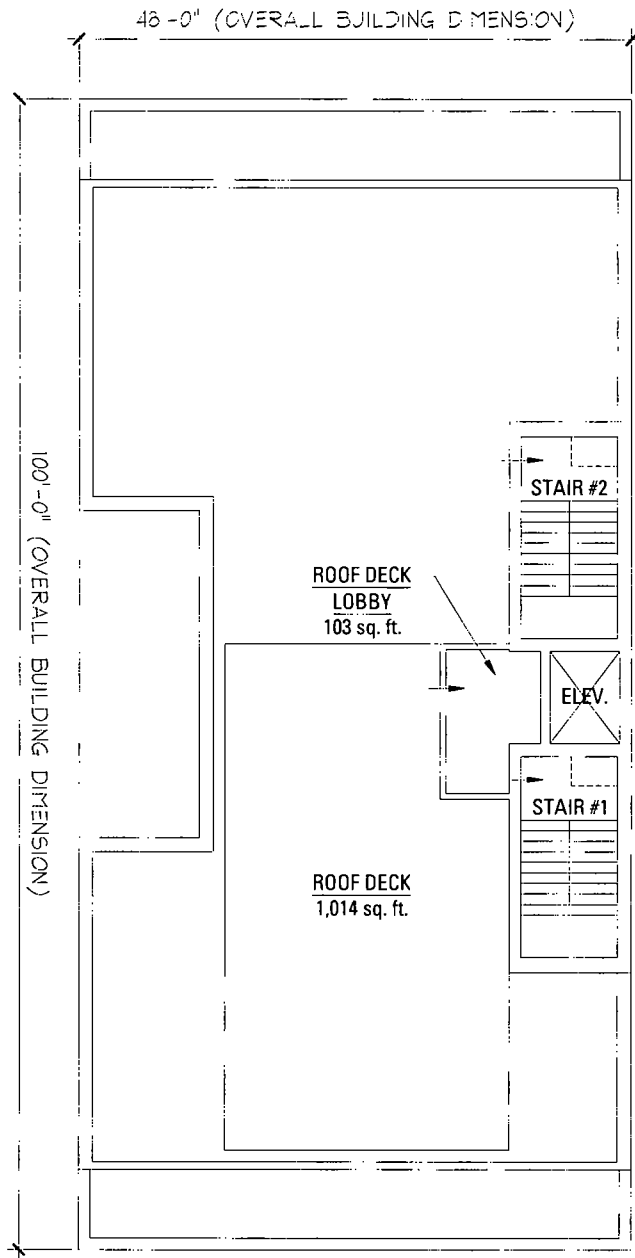 48'-0" (OVERALL BUILDING DIMENSION)
100'-0" (OVERALL BUILDING DIMENSION)
STAIR #2
ROOF DECK
LOBBY
103 sq. ft.
ELEV.
STAIR #1
ROOF DECK
1,014 sq. ft.